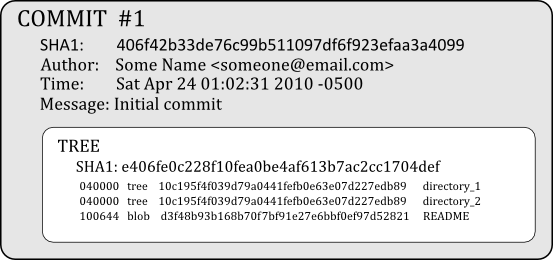 COMMIT #1
SHA1: 406f42b33de76c99b511097df6f923efaa3a4099
Author: Some Name <someone@email.com>
Time: Sat Apr 24 01:02:31 2010 -0500
Message: Initial commit
TREE
SHA1: e406fe0c228f10fea0be4af613b7ac2cc1704def
040000 tree 10c195f4f039d79a0441fefb0e63e07d227edb89 directory_1
040000 tree 10c195f4f039d79a0441fefb0e63e07d227edb89 directory_2
100644 blob d3f48b93b168b70f7bf91e27e6bbf0ef97d52821 README